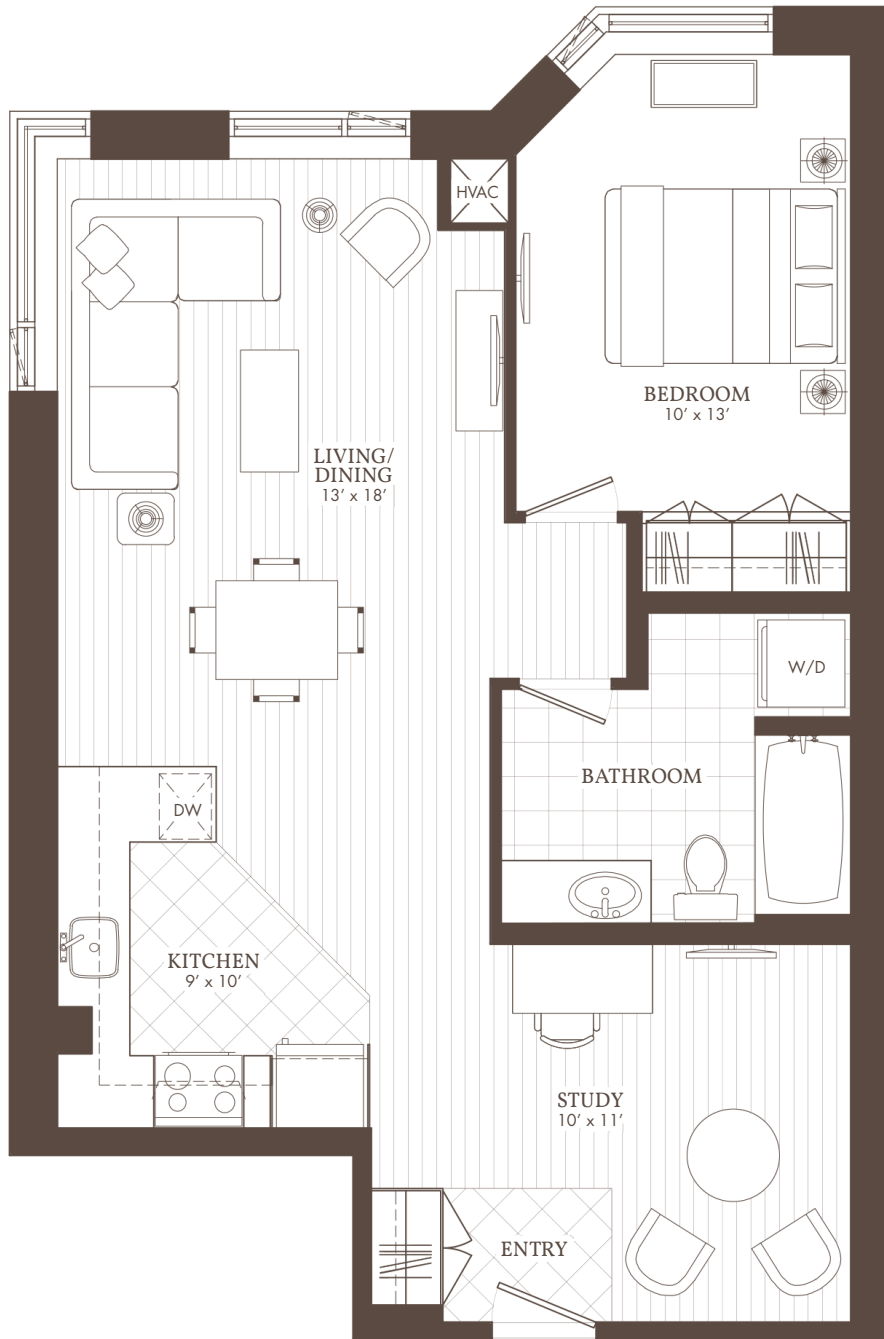 HVAC
BEDROOM
10’ x 13’
LIVING/
DINING
13’ x 18’
W/D
BATHROOM
DW
KITCHEN
9’ x 10’
STUDY
10’ x 11’
ENTRY